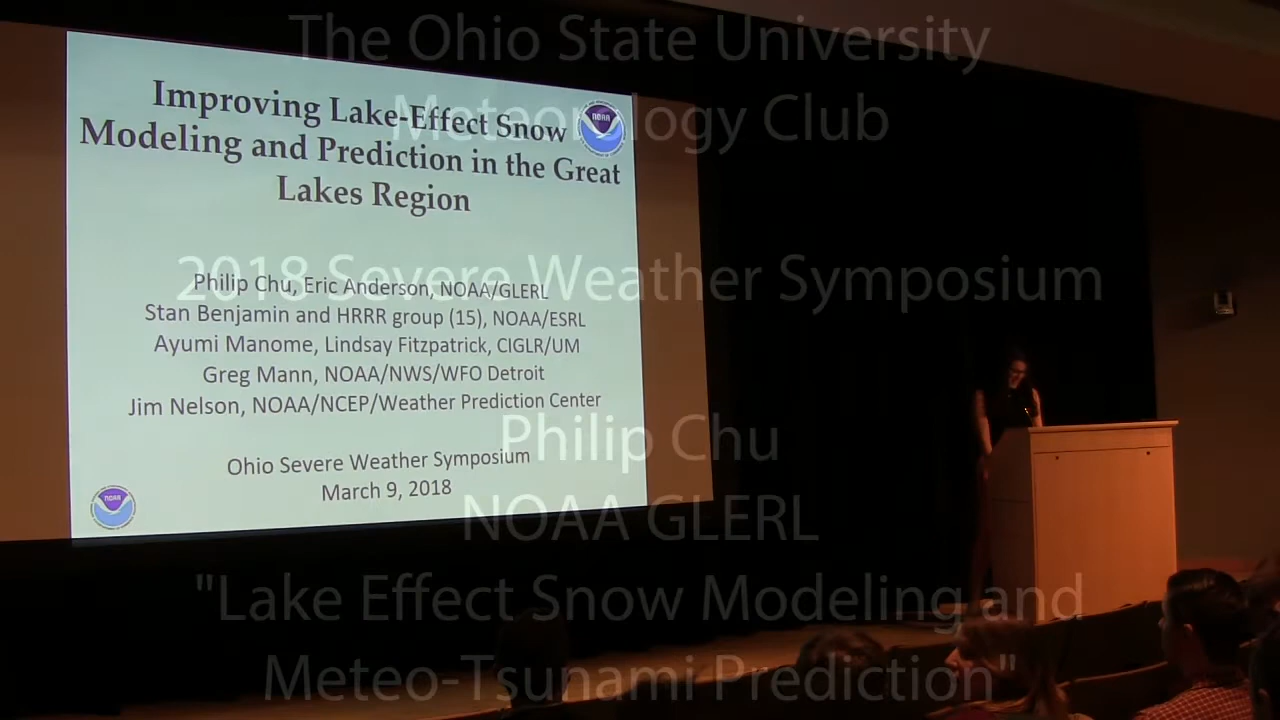 The Ohio State University
Meteorology Club
2018 Severe Weather Symposium
Philip Chu
NOAA GLERL
"Lake Effect Snow Modeling and
Meteo-Tsunami Prediction"
Improving Lake-Effect Snow
Modeling and Prediction in the Great
Lakes Region
NOAA
Philip Chu, Eric Anderson, NOAA/GLERL
Stan Benjamin and HRRR group (15), NOAA/ESRL
Ayumi Manome, Lindsay Fitzpatrick, CIGLR/UM
Greg Mann, NOAA/NWS/WFO Detroit
Jim Nelson, NOAA/NCEP/Weather Prediction Center
Ohio Severe Weather Symposium
March 9, 2018
NOAA